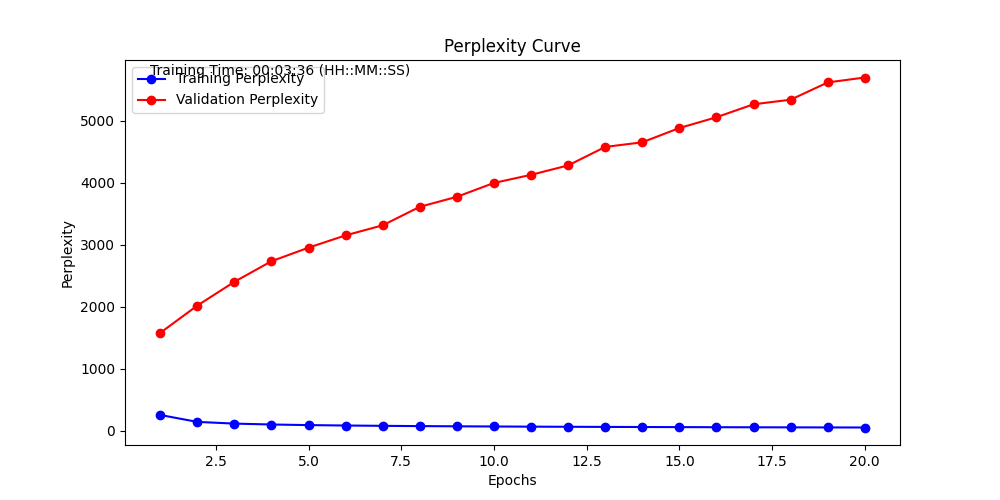 Perplexity Curve
Training Time: 00:03:36 (HH::MM::SS)
Training Perplexity
Validation Perplexity
Perplexity
5000
4000
3000
2000
1000
0
2.5 5.0 7.5 10.0 12.5 15.0 17.5 20.0
Epochs